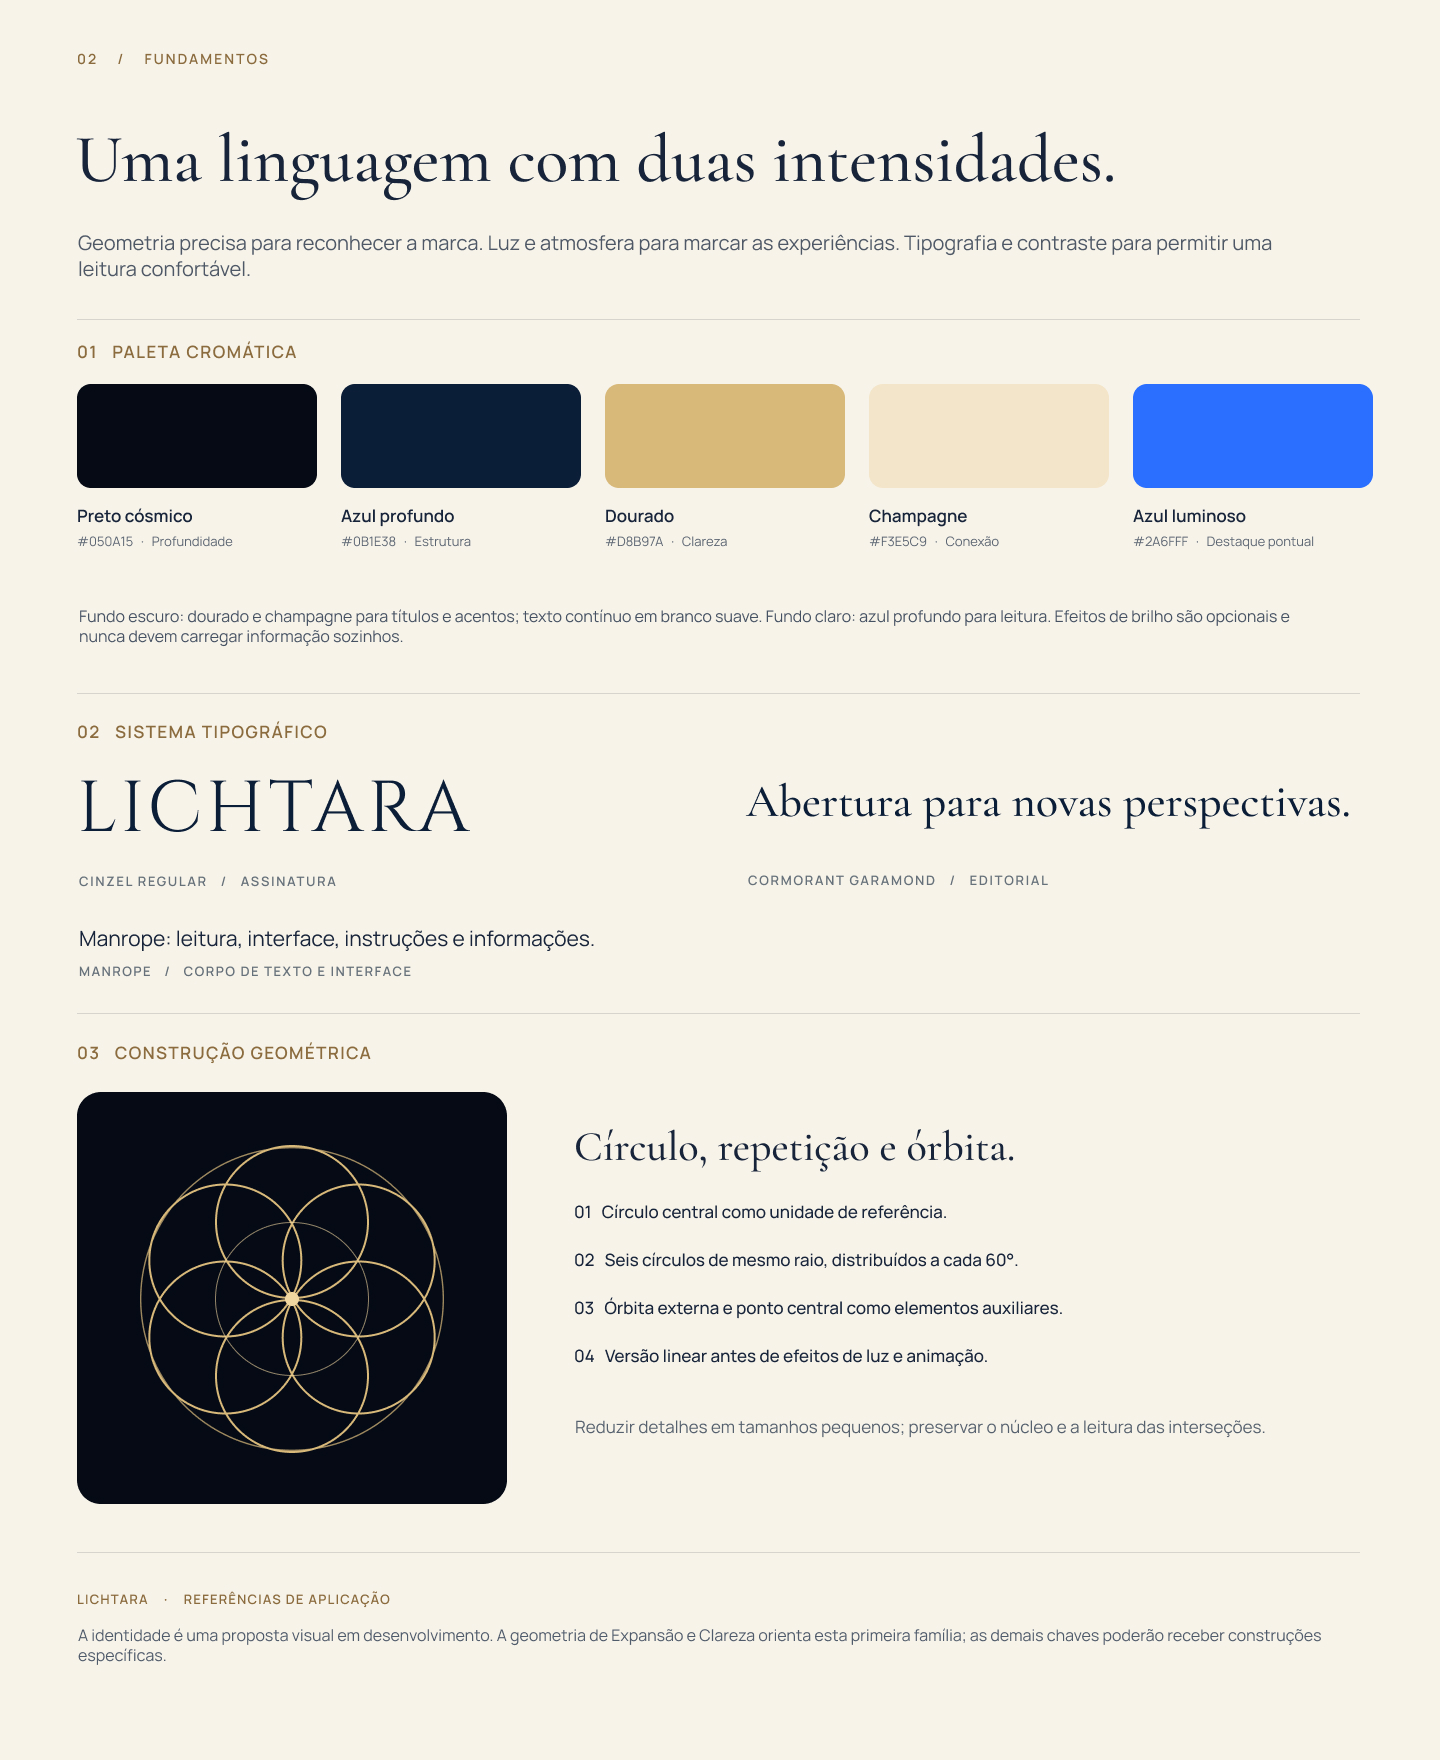 02 / FUNDAMENTOS
Uma linguagem com duas intensidades.
Geometria precisa para reconhecer a marca. Luz e atmosfera para marcar as experiências. Tipografia e contraste para permitir uma
leitura confortável.
01 PALETA CROMÁTICA
Preto cósmico
#050A15 · Profundidade
Azul profundo
#0B1E38 · Estrutura
Dourado
#D8B97A · Clareza
Champagne
#F3E5C9 · Conexão
Azul luminoso
#2A6FFF · Destaque pontual
Fundo escuro: dourado e champagne para títulos e acentos; texto contínuo em branco suave. Fundo claro: azul profundo para leitura. Efeitos de brilho são opcionais e
nunca devem carregar informação sozinhos.
02 SISTEMA TIPOGRÁFICO
LICHTARA
CINZEL REGULAR / ASSINATURA
Abertura para novas perspectivas.
CORMORANT GARAMOND / EDITORIAL
Manrope: leitura, interface, instruções e informações.
MANROPE / CORPO DE TEXTO E INTERFACE
03 CONSTRUÇÃO GEOMÉTRICA
Círculo, repetição e órbita.
01 Círculo central como unidade de referência.
02 Seis círculos de mesmo raio, distribuídos a cada 60°.
03 Órbita externa e ponto central como elementos auxiliares.
04 Versão linear antes de efeitos de luz e animação.
Reduzir detalhes em tamanhos pequenos; preservar o núcleo e a leitura das interseções.
LICHTARA · REFERÊNCIAS DE APLICAÇÃO
A identidade é uma proposta visual em desenvolvimento. A geometria de Expansão e Clareza orienta esta primeira família; as demais chaves poderão receber construções
específicas.